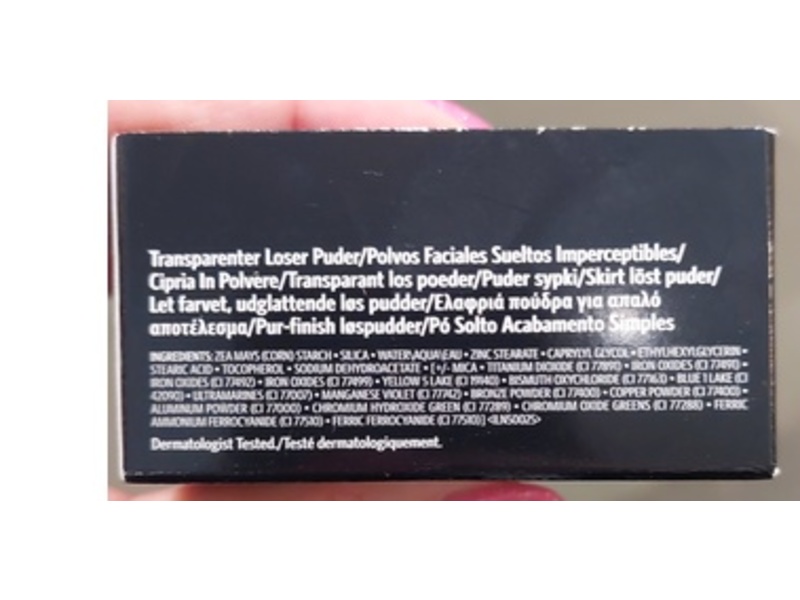 Transparenter Loser Puder/Polvos Faciales Sueltos Imperceptibles/
Cipria In Polvere/Transparant los poeder/Puder sypki/Skirt löst puder/
Let farvet, udglattende løs pudder/Ελαφριά πούδρα για απαλό
αποτέλεσμα/Pur-finish løspudder/Pó Solto Acabamento Simples
INGREDIENTS: ZEA MAYS (CORN) STARCH • SILICA • WATER\AQUA\EAU • ZINC STEARATE • CAPRYLYL GLYCOL • ETHYLHEXYLGLYCERIN •
STEARIC ACID • TOCOPHEROL • SODIUM DEHYDROACETATE • [+/- MICA • TITANIUM DIOXIDE (CI 77891) • IRON OXIDES (CI 77491) •
IRON OXIDES (CI 77492) • IRON OXIDES (CI 77499) • YELLOW 5 LAKE (CI 19140) • BISMUTH OXYCHLORIDE (CI 77163) • BLUE 1 LAKE (CI
42090) • ULTRAMARINES (CI 77007) • MANGANESE VIOLET (CI 77742) • BRONZE POWDER (CI 77400) • COPPER POWDER (CI 77400) •
ALUMINUM POWDER (CI 77000) • CHROMIUM HYDROXIDE GREEN (CI 77289) • CHROMIUM OXIDE GREENS (CI 77288) • FERRIC
AMMONIUM FERROCYANIDE (CI 77510) • FERRIC FERROCYANIDE (CI 77510)] <ILN50025>
Dermatologist Tested./Testé dermatologiquement.